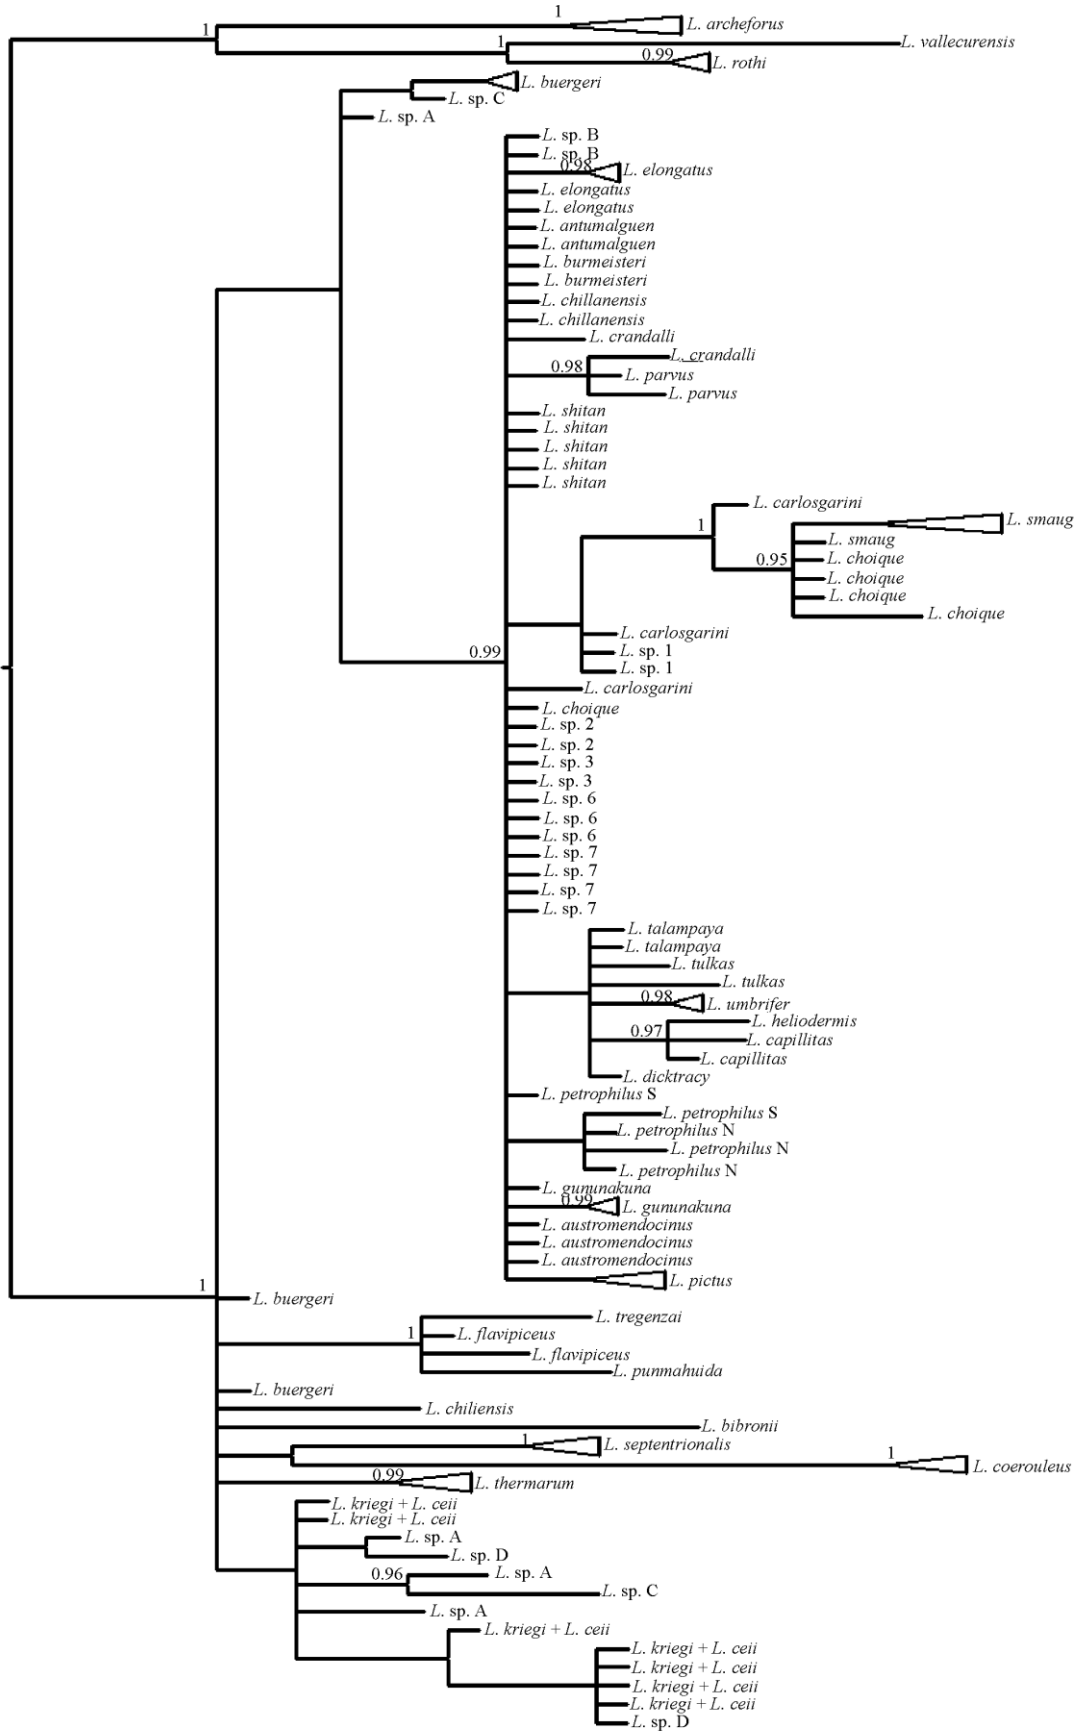 1
L. archeforus
1
1
L. vallecurensis
0.99
L. rothi
L. buergeri
L. sp. C
L. sp. A
L. sp. B
L. sp. B
0.98
L. elongatus
L. elongatus
L. elongatus
L. antumalguen
L. antumalguen
L. burmeisteri
L. burmeisteri
L. chillanensis
L. chillanensis
L. crandalli
L. crandalli
0.98
L. parvus
L. parvus
L. shitan
L. shitan
L. shitan
L. shitan
L. shitan
L. carlosgarini
1
L. smaug
L. smaug
0.95
L. choique
L. choique
L. choique
L. choique
L. carlosgarini
0.99
L. sp. 1
L. sp. 1
L. carlosgarini
L. choique
L. sp. 2
L. sp. 2
L. sp. 3
L. sp. 3
L. sp. 6
L. sp. 6
L. sp. 6
L. sp. 7
L. sp. 7
L. sp. 7
L. sp. 7
L. talampaya
L. talampaya
L. tulkas
L. tulkas
0.98
L. umbrifer
L. heliodermis
0.97
L. capillitas
L. capillitas
L. dicktracy
L. petrophilus S
L. petrophilus S
L. petrophilus N
L. petrophilus N
L. petrophilus N
L. gununakuna
0.99
L. gununakuna
L. austromendocinus
L. austromendocinus
L. austromendocinus
L. pictus
1
L. buergeri
L. tregenzai
1
L. flavipiceus
L. flavipiceus
L. punmahuida
L. buergeri
L. chiliensis
L. bibronii
1
L. septentrionalis
1
L. coerouleus
0.99
L. thermarum
L. kriegi + L. ceii
L. kriegi + L. ceii
L. sp. A
L. sp. D
0.96
L. sp. A
L. sp. C
L. sp. A
L. kriegi + L. ceii
L. kriegi + L. ceii
L. kriegi + L. ceii
L. kriegi + L. ceii
L. kriegi + L. ceii
L. sp. D